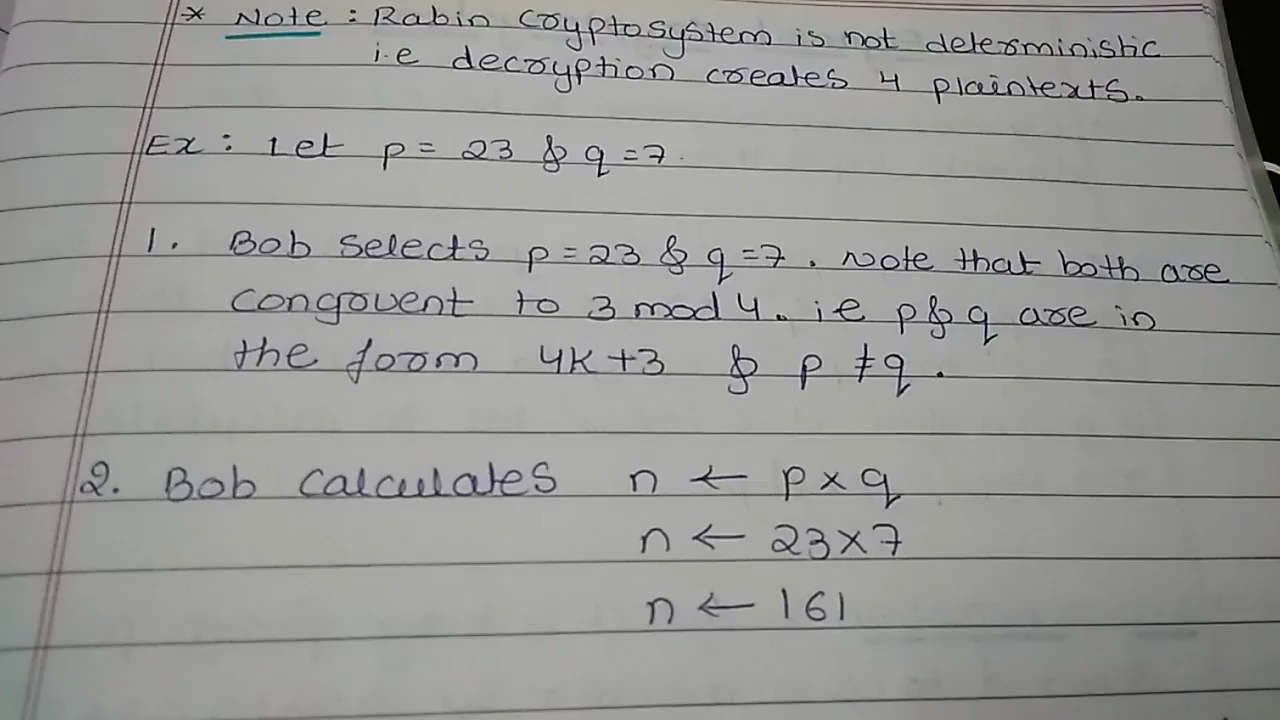 * Note : Rabin Cryptosystem is not deterministic
i.e decryption creates 4 plaintexts.
Ex : Let p = 23 & q = 7.
1. Bob selects p = 23 & q = 7. Note that both are
congruent to 3 mod 4. ie p & q are in
the form 4k + 3 & p ≠ q.
2. Bob calculates n ← p × q
n ← 23 × 7
n ← 161